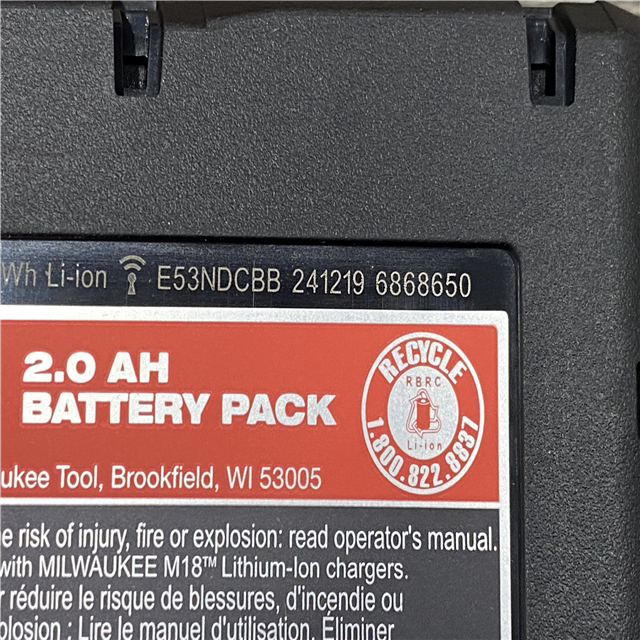 Wh Li-ion E53NDCBB 241219 6868650
2.0 AH
BATTERY PACK
RECYCLE
RBRC
Li-ion
1.800.822.8837
Tool, Brookfield, WI 53005
risk of injury, fire or explosion: read operator's manual.
with MILWAUKEE M18™ Lithium-Ion chargers.
réduire le risque de blessures, d'incendie ou
: Lire le manuel d'utilisation. Éliminer